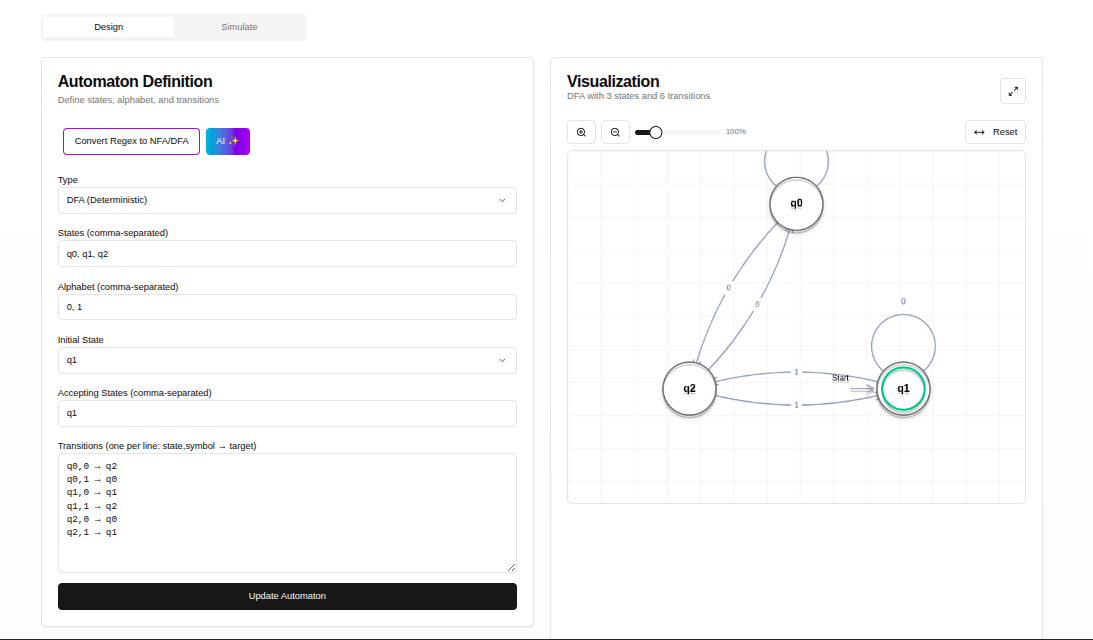 Design
Simulate
Automaton Definition
Define states, alphabet, and transitions
Convert Regex to NFA/DFA
AI ✨
Type
DFA (Deterministic)
States (comma-separated)
q0, q1, q2
Alphabet (comma-separated)
0, 1
Initial State
q1
Accepting States (comma-separated)
q1
Transitions (one per line: state,symbol → target)
q0,0 → q2
q0,1 → q0
q1,0 → q1
q1,1 → q2
q2,0 → q0
q2,1 → q1
Update Automaton
Visualization
DFA with 3 states and 6 transitions
100%
Reset
q0
0
0
0
1
Start
q2
q1
1